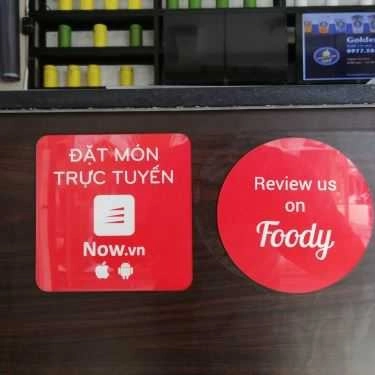 ĐẶT MÓN
TRỰC TUYẾN
Now.vn
Review us
on
Foody